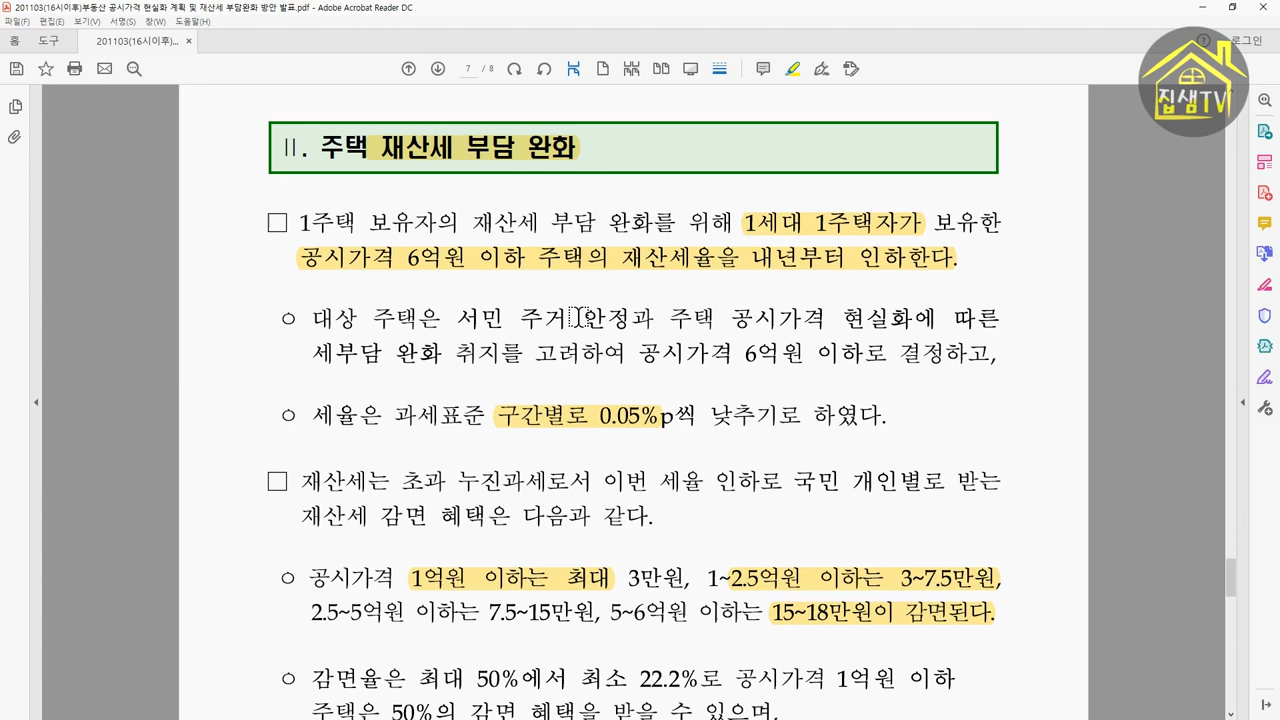 201103(16시이후)부동산 공시가격 현실화 계획 및 재산세 부담완화 방안 발표.pdf - Adobe Acrobat Reader DC
파일(F) 편집(E) 보기(V) 서명(S) 창(W) 도움말(H)
홈 도구 201103(16시이후)... × 로그인
/ 8
집샘TV
Ⅱ. 주택 재산세 부담 완화
□ 1주택 보유자의 재산세 부담 완화를 위해 1세대 1주택자가 보유한
공시가격 6억원 이하 주택의 재산세율을 내년부터 인하한다.
ㅇ 대상 주택은 서민 주거 안정과 주택 공시가격 현실화에 따른
세부담 완화 취지를 고려하여 공시가격 6억원 이하로 결정하고,
ㅇ 세율은 과세표준 구간별로 0.05%p씩 낮추기로 하였다.
□ 재산세는 초과 누진과세로서 이번 세율 인하로 국민 개인별로 받는
재산세 감면 혜택은 다음과 같다.
ㅇ 공시가격 1억원 이하는 최대 3만원, 1~2.5억원 이하는 3~7.5만원,
2.5~5억원 이하는 7.5~15만원, 5~6억원 이하는 15~18만원이 감면된다.
ㅇ 감면율은 최대 50%에서 최소 22.2%로 공시가격 1억원 이하
주택은 50%의 감면 혜택을 받을 수 있으며,